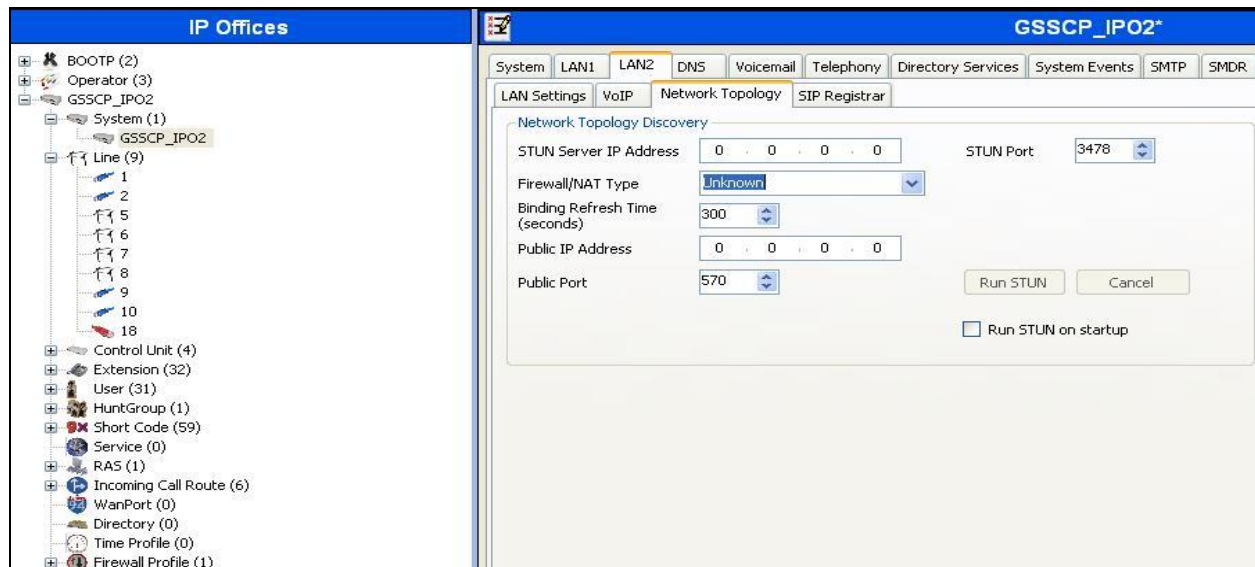 IP Offices
BOOTP (2)
Operator (3)
GSSCP_IPO2
System (1)
GSSCP_IPO2
Line (9)
1
2
5
6
7
8
9
10
18
Control Unit (4)
Extension (32)
User (31)
HuntGroup (1)
9x Short Code (59)
Service (0)
RAS (1)
Incoming Call Route (6)
WanPort (0)
Directory (0)
Time Profile (0)
Firewall Profile (1)
GSSCP_IPO2*
System LAN1 LAN2 DNS Voicemail Telephony Directory Services System Events SMTP SMDR
LAN Settings VoIP Network Topology SIP Registrar
Network Topology Discovery
STUN Server IP Address 0 . 0 . 0 . 0 STUN Port 3478
Firewall/NAT Type Unknown
Binding Refresh Time
(seconds) 300
Public IP Address 0 . 0 . 0 . 0
Public Port 570 Run STUN Cancel
Run STUN on startup